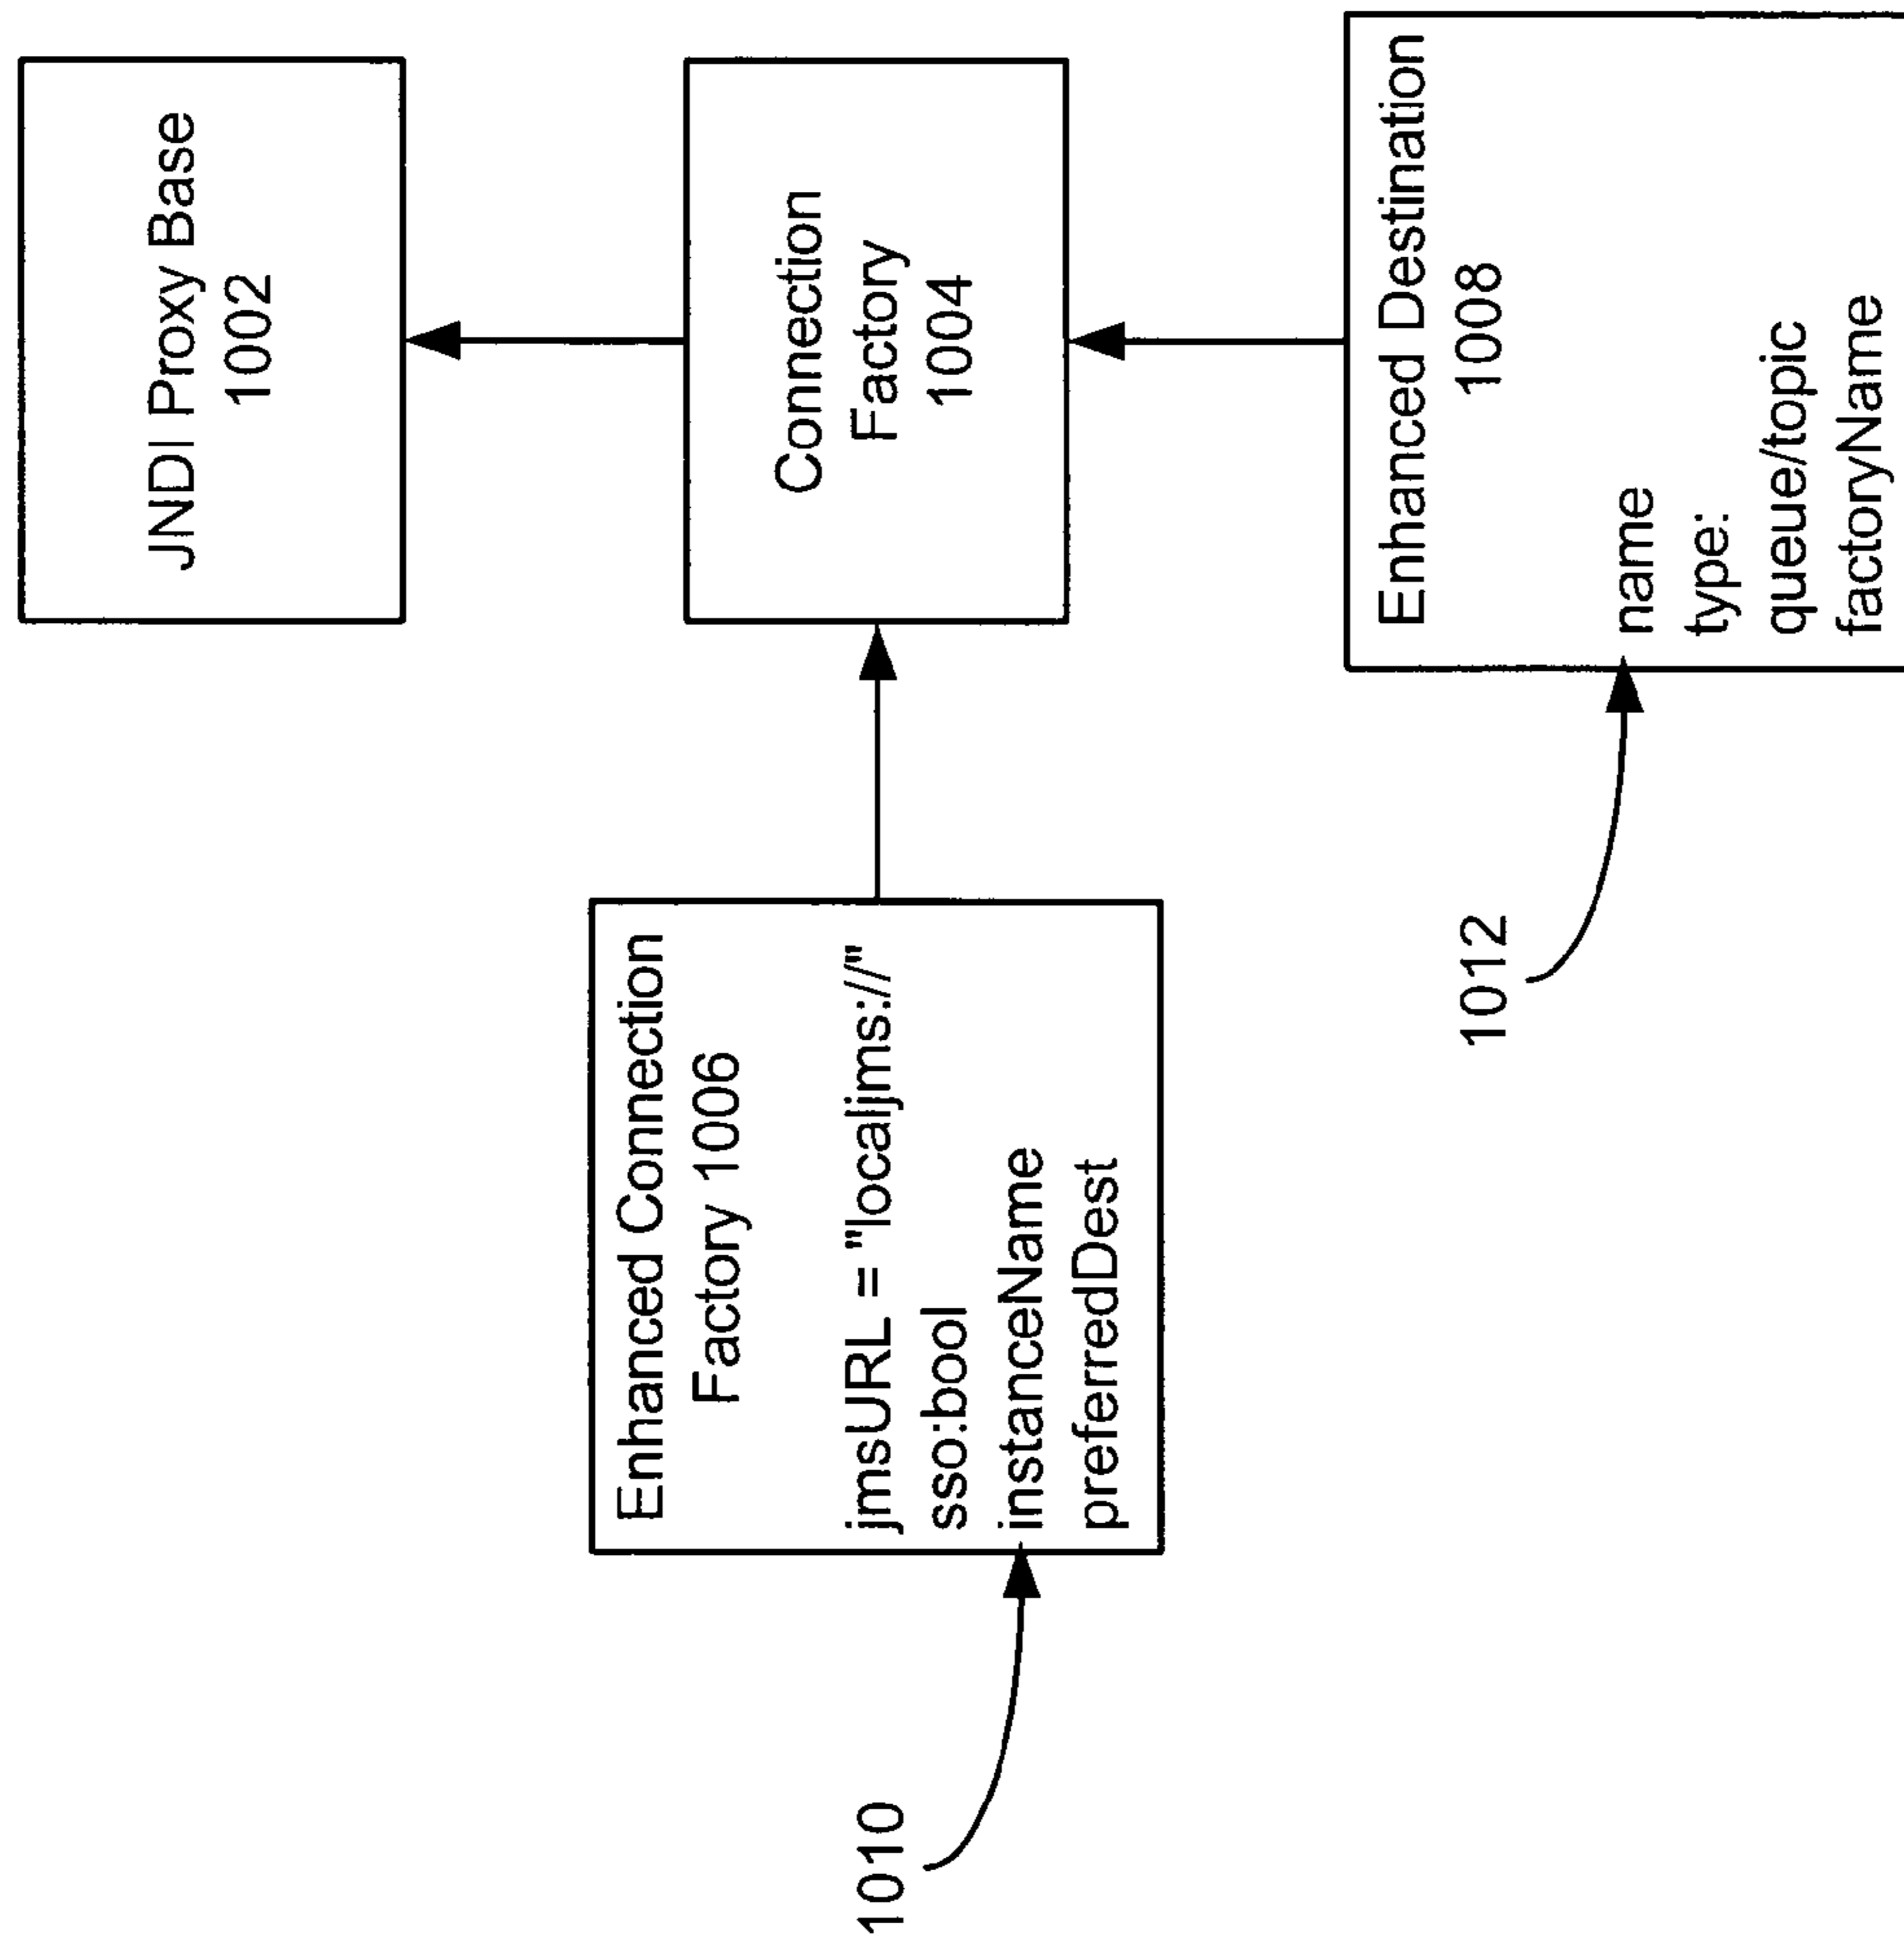 JNDI Proxy Base
1002
Enhanced Connection
Factory 1006
jmsURL = "localjms://"
sso:bool
instanceName
preferredDest
1010
Connection
Factory
1004
Enhanced Destination
1008
name
type:
queue/topic
factoryName
1012